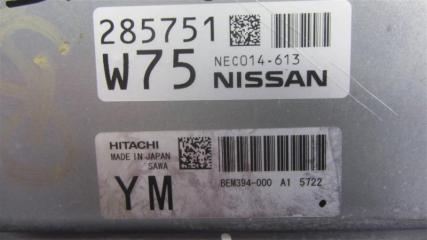 285751
W75 NEC014-613
NISSAN
HITACHI
MADE IN JAPAN
SAWA
YM
BEM394-000 A1 5722